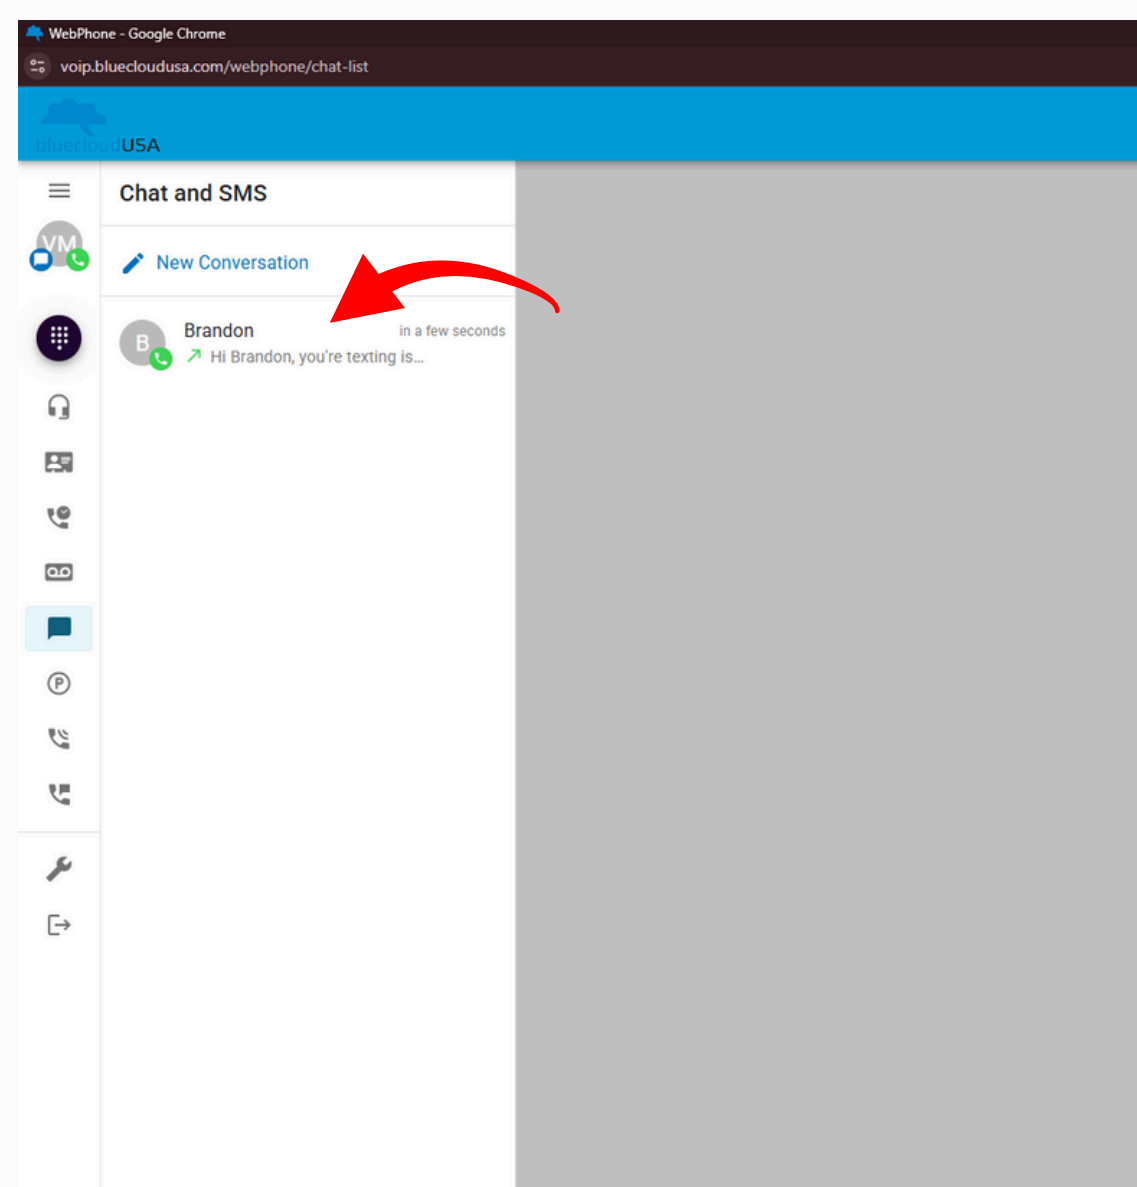 WebPhone - Google Chrome
voip.bluecloudusa.com/webphone/chat-list
bluecloudUSA
Chat and SMS
VM
New Conversation
B
Brandon
in a few seconds
Hi Brandon, you're texting is...
P